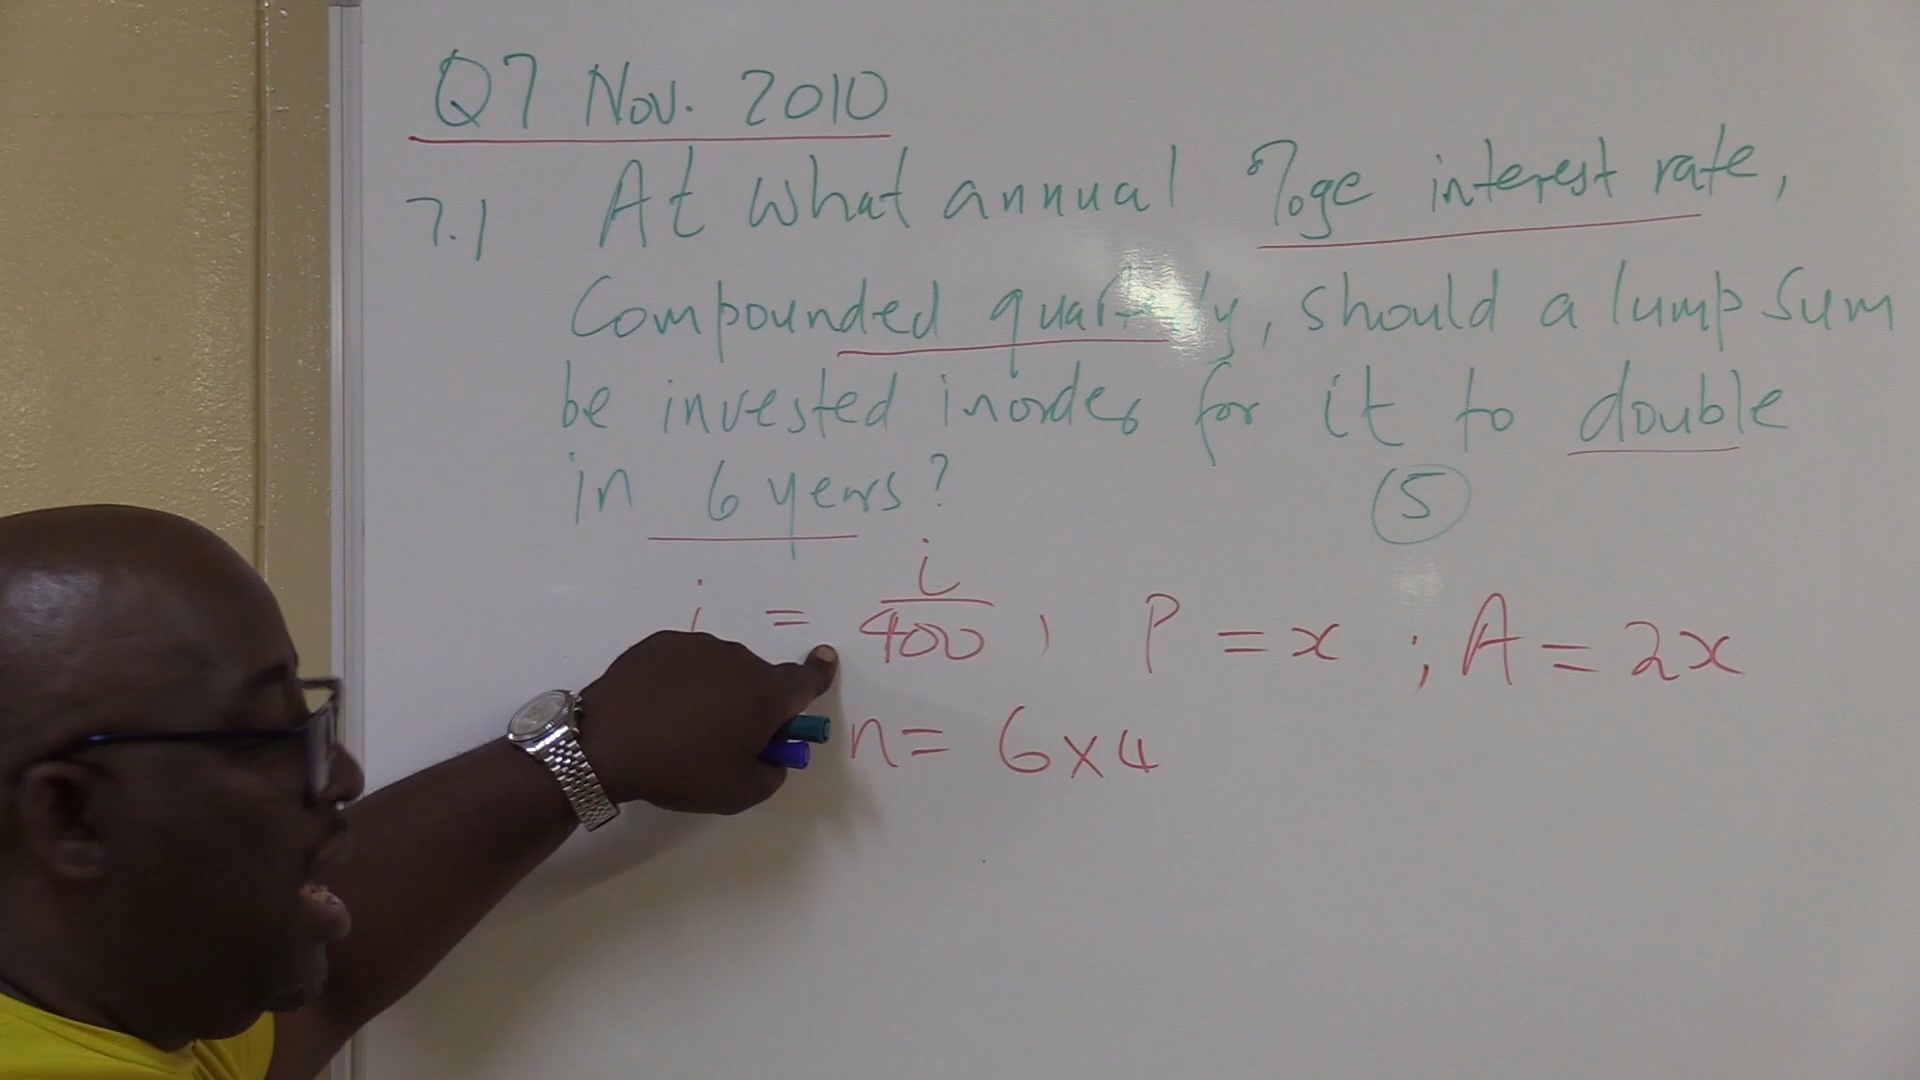 Q7 Nov. 2010
7.1 At what annual %ge interest rate,
Compounded quarterly, should a lump sum
be invested inorder for it to double
in 6 years? 5
i = i/400, P = x ; A = 2x
n = 6 x 4